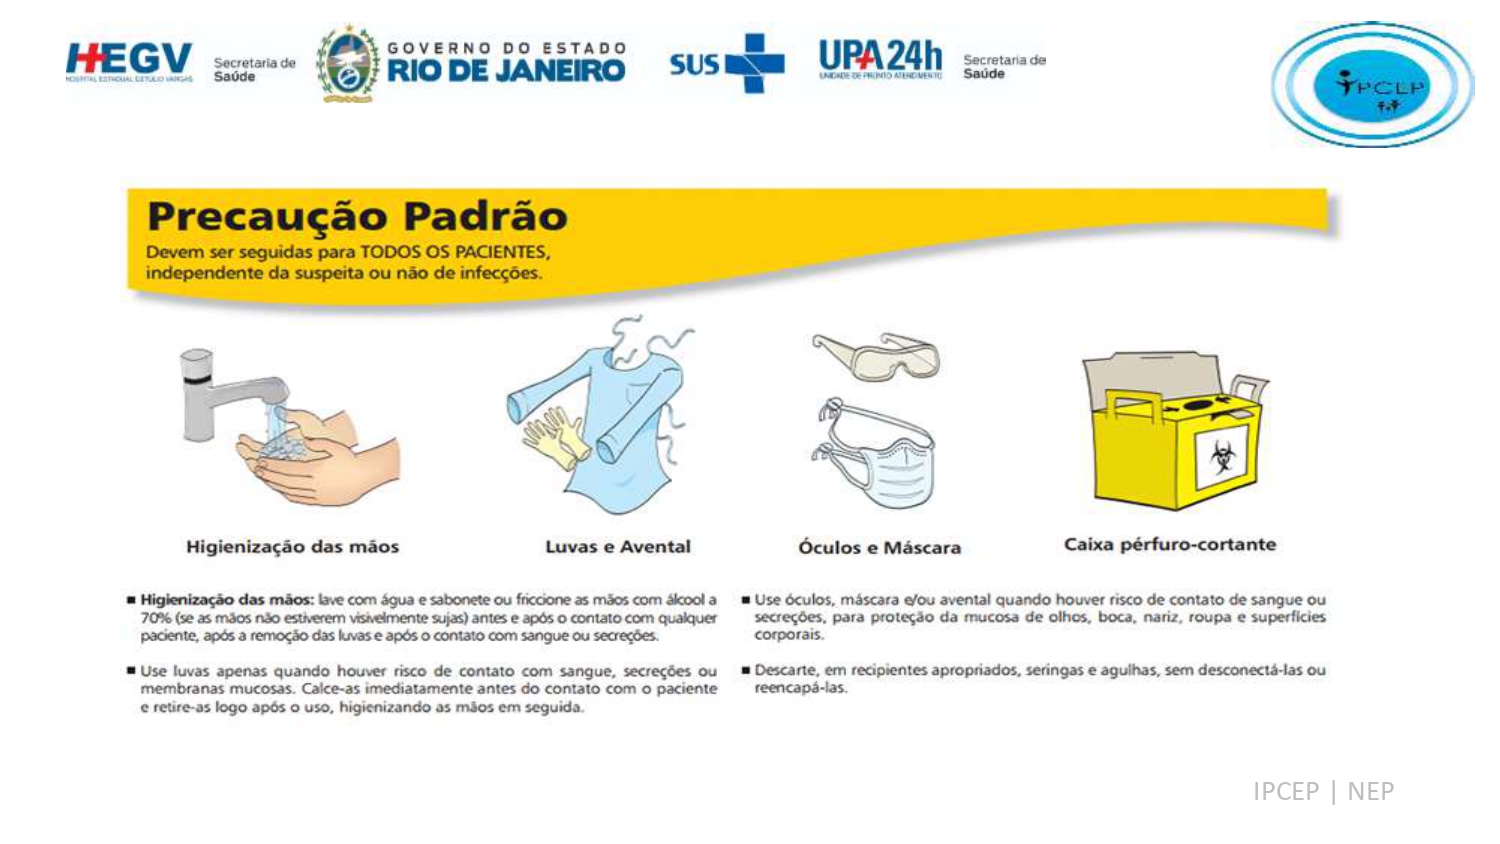 HEGV
HOSPITAL ESTADUAL GETULIO VARGAS
Secretaria de
Saúde
GOVERNO DO ESTADO
RIO DE JANEIRO
SUS
UPA 24h
UNIDADE DE PRONTO ATENDIMENTO
Secretaria de
Saúde
IPCEP
Precaução Padrão
Devem ser seguidas para TODOS OS PACIENTES,
independente da suspeita ou não de infecções.
Higienização das mãos
Luvas e Avental
Óculos e Máscara
Caixa pérfuro-cortante
■ Higienização das mãos: lave com água e sabonete ou friccione as mãos com álcool a
70% (se as mãos não estiverem visivelmente sujas) antes e após o contato com qualquer
paciente, após a remoção das luvas e após o contato com sangue ou secreções.
■ Use luvas apenas quando houver risco de contato com sangue, secreções ou
membranas mucosas. Calce-as imediatamente antes do contato com o paciente
e retire-as logo após o uso, higienizando as mãos em seguida.
■ Use óculos, máscara e/ou avental quando houver risco de contato de sangue ou
secreções, para proteção da mucosa de olhos, boca, nariz, roupa e superfícies
corporais.
■ Descarte, em recipientes apropriados, seringas e agulhas, sem desconectá-las ou
reencapá-las.
IPCEP | NEP